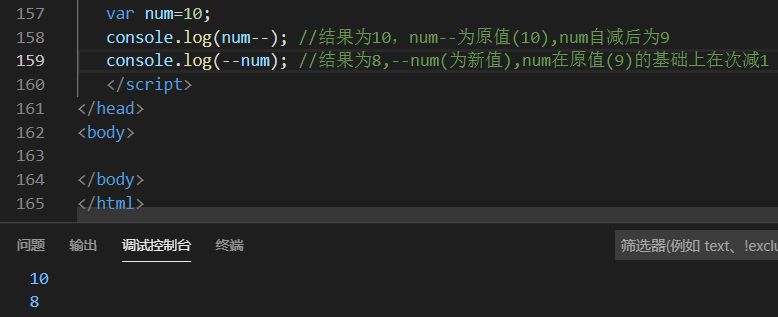 157 var num=10;
158 console.log(num--); //结果为10，num--为原值(10),num自减后为9
159 console.log(--num); //结果为8,--num(为新值),num在原值(9)的基础上在次减1
160 </script>
161 </head>
162 <body>
163
164 </body>
165 </html>
问题 输出 调试控制台 终端 筛选器(例如 text、!exclu
10
8